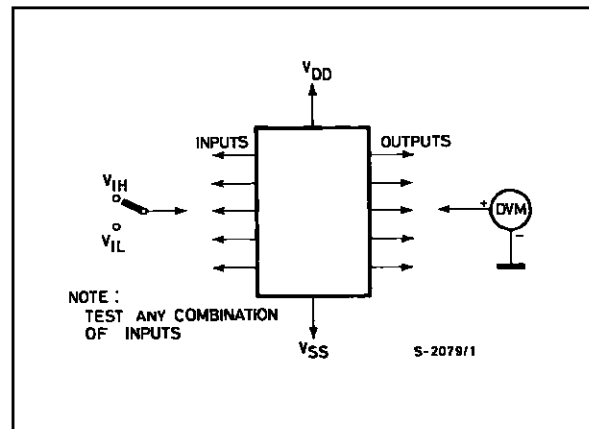 VDD
INPUTS
OUTPUTS
VIH
VIL
+
DVM
−
NOTE :
TEST ANY COMBINATION
OF INPUTS
VSS
S-2079/1